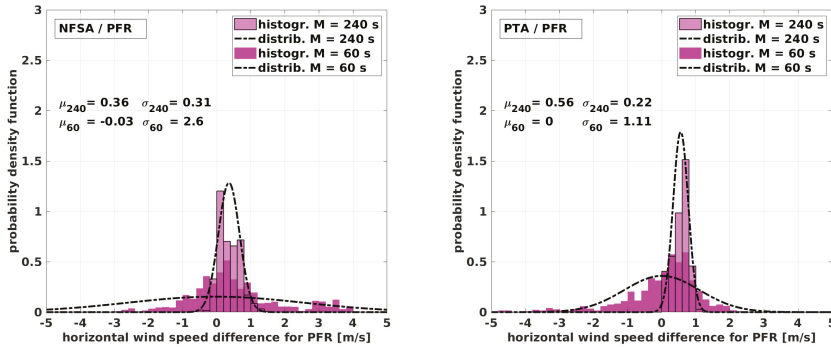 NFSA / PFR
histogr. M = 240 s
distrib. M = 240 s
histogr. M = 60 s
distrib. M = 60 s
μ240= 0.36 σ240= 0.31
μ60= -0.03 σ60 = 2.6
probability density function
3
2.5
2
1.5
1
0.5
0
-5 -4 -3 -2 -1 0 1 2 3 4 5
horizontal wind speed difference for PFR [m/s]
PTA / PFR
histogr. M = 240 s
distrib. M = 240 s
histogr. M = 60 s
distrib. M = 60 s
μ240= 0.56 σ240= 0.22
μ60= 0 σ60= 1.11
probability density function
3
2.5
2
1.5
1
0.5
0
-5 -4 -3 -2 -1 0 1 2 3 4 5
horizontal wind speed difference for PFR [m/s]